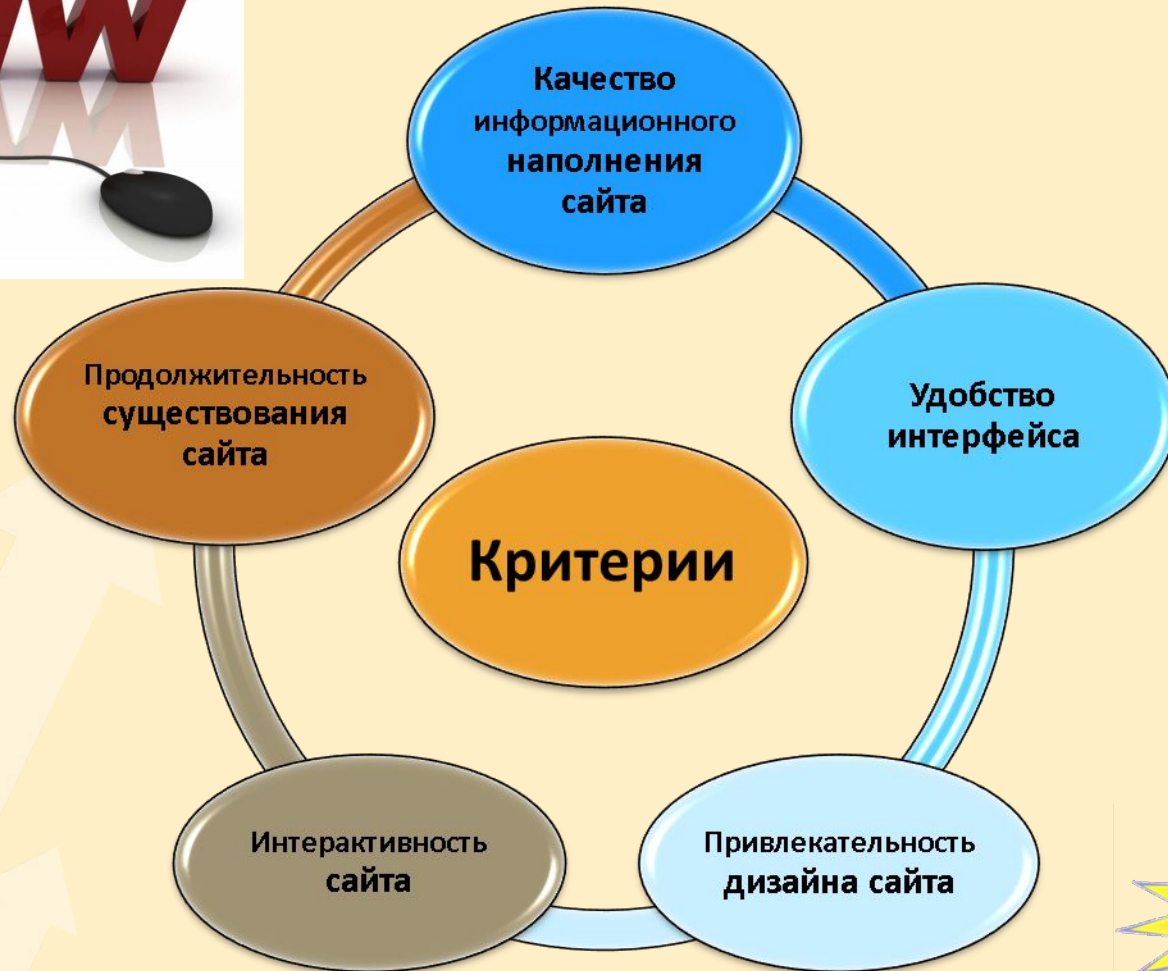 Качество
информационного
наполнения
сайта
Удобство
интерфейса
Привлекательность
дизайна сайта
Интерактивность
сайта
Продолжительность
существования
сайта
Критерии